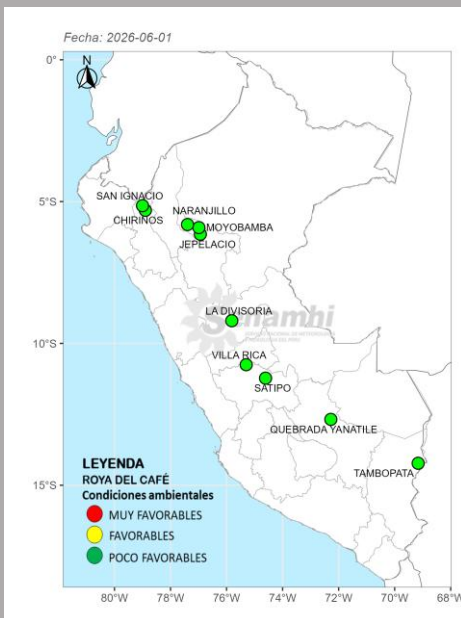 Fecha: 2026-06-01
N
0°
SAN IGNACIO
5°S
NARANJILLO
CHIRINOS
MOYOBAMBA
JEPELACIO
LA DIVISORIA
Senamhi
10°S
VILLA RICA
SATIPO
QUEBRADA YANATILE
LEYENDA
TAMBOPATA
ROYA DEL CAFÉ
15°S
Condiciones ambientales
MUY FAVORABLES
FAVORABLES
POCO FAVORABLES
80°W 78°W 76°W 74°W 72°W 70°W 68°W